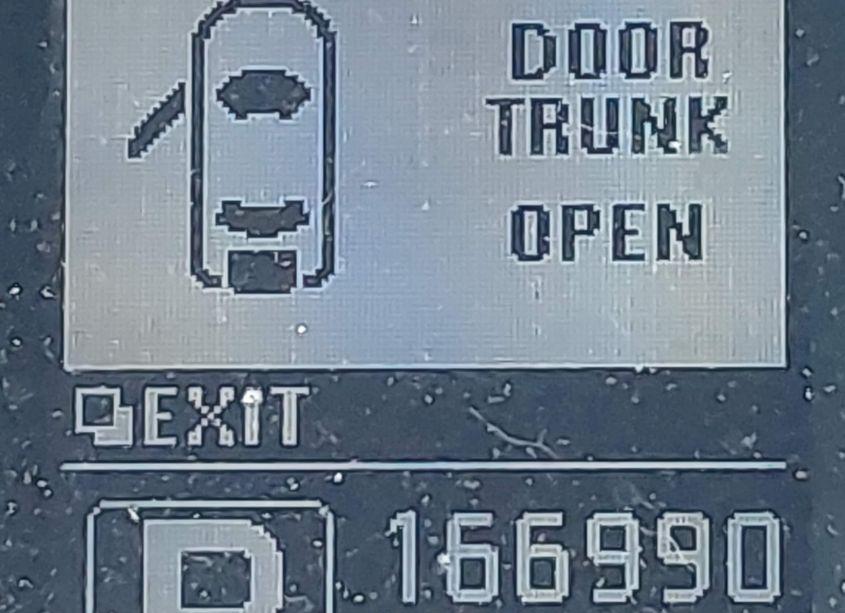 DOOR
TRUNK
OPEN
EXIT
P 166990